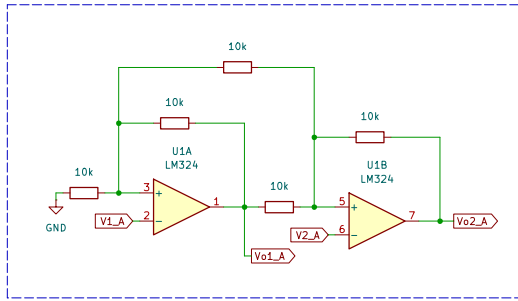 10k
10k
U1A
LM324
U1B
LM324
10k
10k
10k
3
+
1
V1_A
2
−
GND
Vo1_A
5
+
7
V2_A
6
−
Vo2_A